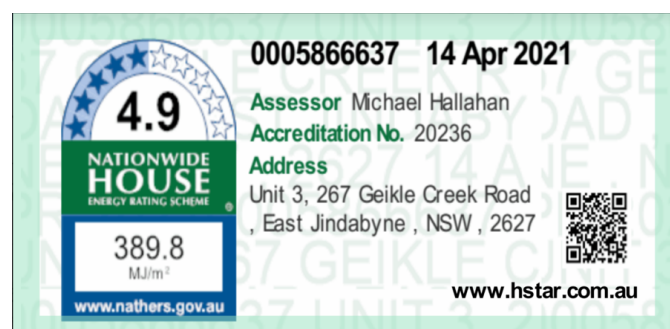 0005866637 14 Apr 2021
4.9
NATIONWIDE
HOUSE
ENERGY RATING SCHEME ®
389.8
MJ/m²
www.nathers.gov.au
Assessor Michael Hallahan
Accreditation No. 20236
Address
Unit 3, 267 Geikle Creek Road
, East Jindabyne , NSW , 2627
www.hstar.com.au